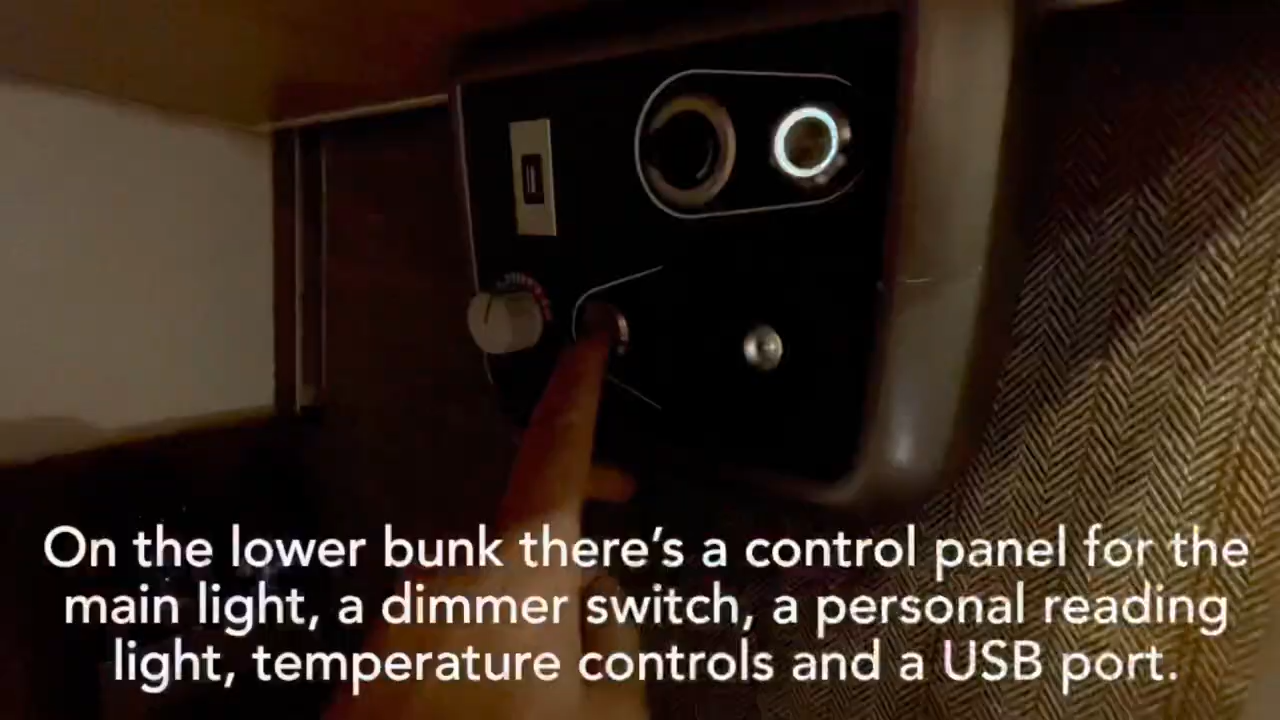 On the lower bunk there's a control panel for the
main light, a dimmer switch, a personal reading
light, temperature controls and a USB port.